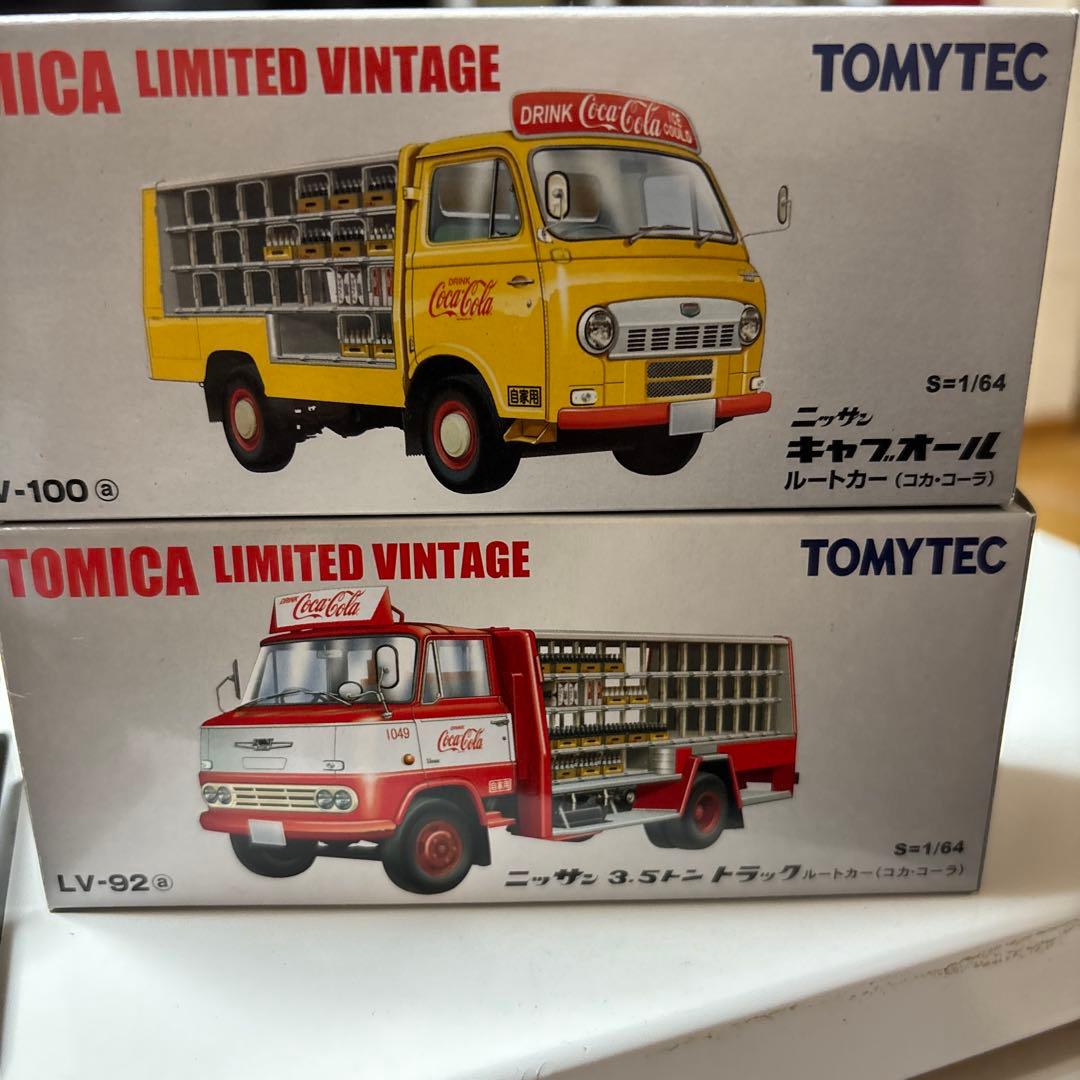 MICA LIMITED VINTAGE
TOMYTEC
DRINK Coca-Cola ICE COULD
DRINK
Coca-Cola
自家用
S=1/64
ニッサン
キャブオール
ルートカー（コカ・コーラ）
V-100 ⓐ
TOMICA LIMITED VINTAGE
TOMYTEC
DRINK Coca-Cola
1049
DRINK
Coca-Cola
自家用
S=1/64
LV-92 ⓐ
ニッサン 3.5トン トラック ルートカー（コカ・コーラ）